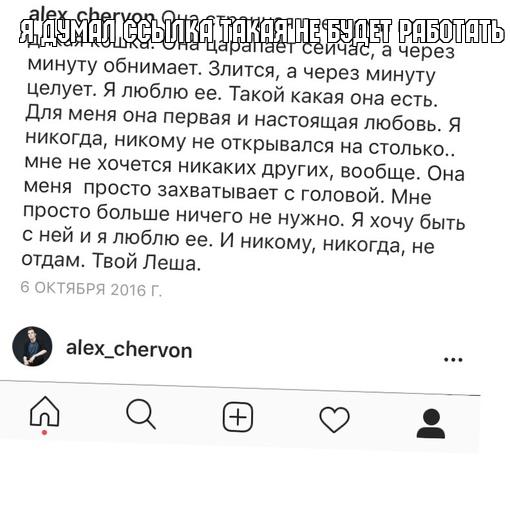 Я ДУМАЛ ССЫЛКА ТАКАЯ НЕ БУДЕТ РАБОТАТЬ
alex_chervon Она
дикая кошка. Она царапает сейчас, а через
минуту обнимает. Злится, а через минуту
целует. Я люблю ее. Такой какая она есть.
Для меня она первая и настоящая любовь. Я
никогда, никому не открывался на столько..
мне не хочется никаких других, вообще. Она
меня просто захватывает с головой. Мне
просто больше ничего не нужно. Я хочу быть
с ней и я люблю ее. И никому, никогда, не
отдам. Твой Леша.
6 ОКТЯБРЯ 2016 Г.
alex_chervon